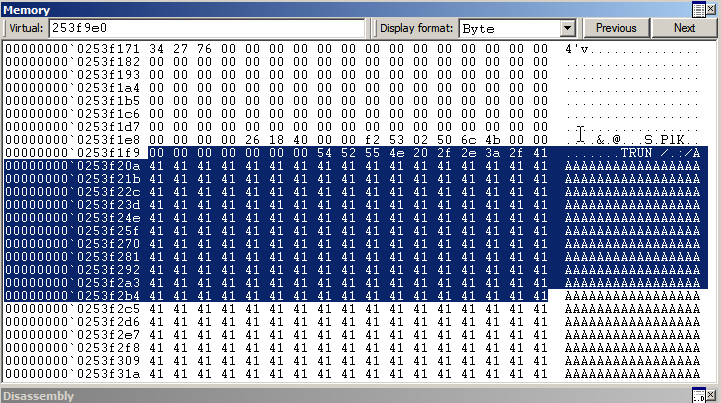 Memory
Virtual: 253f9e0 Display format: Byte Previous Next
00000000`0253f171 34 27 76 00 00 00 00 00 00 00 00 00 00 00 00 00 00 4'v..............
00000000`0253f182 00 00 00 00 00 00 00 00 00 00 00 00 00 00 00 00 00 .................
00000000`0253f193 00 00 00 00 00 00 00 00 00 00 00 00 00 00 00 00 00 .................
00000000`0253f1a4 00 00 00 00 00 00 00 00 00 00 00 00 00 00 00 00 00 .................
00000000`0253f1b5 00 00 00 00 00 00 00 00 00 00 00 00 00 00 00 00 00 .................
00000000`0253f1c6 00 00 00 00 00 00 00 00 00 00 00 00 00 00 00 00 00 .................
00000000`0253f1d7 00 00 00 00 00 00 00 00 00 00 00 00 00 00 00 00 00 .................
00000000`0253f1e8 00 00 00 00 26 18 40 00 00 f2 53 02 50 6c 4b 00 00 ....&.@...S.PlK..
00000000`0253f1f9 00 00 00 00 00 00 00 54 52 55 4e 20 2f 2e 3a 2f 41 .......TRUN /.:/A
00000000`0253f20a 41 41 41 41 41 41 41 41 41 41 41 41 41 41 41 41 41 AAAAAAAAAAAAAAAAA
00000000`0253f21b 41 41 41 41 41 41 41 41 41 41 41 41 41 41 41 41 41 AAAAAAAAAAAAAAAAA
00000000`0253f22c 41 41 41 41 41 41 41 41 41 41 41 41 41 41 41 41 41 AAAAAAAAAAAAAAAAA
00000000`0253f23d 41 41 41 41 41 41 41 41 41 41 41 41 41 41 41 41 41 AAAAAAAAAAAAAAAAA
00000000`0253f24e 41 41 41 41 41 41 41 41 41 41 41 41 41 41 41 41 41 AAAAAAAAAAAAAAAAA
00000000`0253f25f 41 41 41 41 41 41 41 41 41 41 41 41 41 41 41 41 41 AAAAAAAAAAAAAAAAA
00000000`0253f270 41 41 41 41 41 41 41 41 41 41 41 41 41 41 41 41 41 AAAAAAAAAAAAAAAAA
00000000`0253f281 41 41 41 41 41 41 41 41 41 41 41 41 41 41 41 41 41 AAAAAAAAAAAAAAAAA
00000000`0253f292 41 41 41 41 41 41 41 41 41 41 41 41 41 41 41 41 41 AAAAAAAAAAAAAAAAA
00000000`0253f2a3 41 41 41 41 41 41 41 41 41 41 41 41 41 41 41 41 41 AAAAAAAAAAAAAAAAA
00000000`0253f2b4 41 41 41 41 41 41 41 41 41 41 41 41 41 41 41 41 41 AAAAAAAAAAAAAAAAA
00000000`0253f2c5 41 41 41 41 41 41 41 41 41 41 41 41 41 41 41 41 41 AAAAAAAAAAAAAAAAA
00000000`0253f2d6 41 41 41 41 41 41 41 41 41 41 41 41 41 41 41 41 41 AAAAAAAAAAAAAAAAA
00000000`0253f2e7 41 41 41 41 41 41 41 41 41 41 41 41 41 41 41 41 41 AAAAAAAAAAAAAAAAA
00000000`0253f2f8 41 41 41 41 41 41 41 41 41 41 41 41 41 41 41 41 41 AAAAAAAAAAAAAAAAA
00000000`0253f309 41 41 41 41 41 41 41 41 41 41 41 41 41 41 41 41 41 AAAAAAAAAAAAAAAAA
00000000`0253f31a 41 41 41 41 41 41 41 41 41 41 41 41 41 41 41 41 41 AAAAAAAAAAAAAAAAA
Disassembly